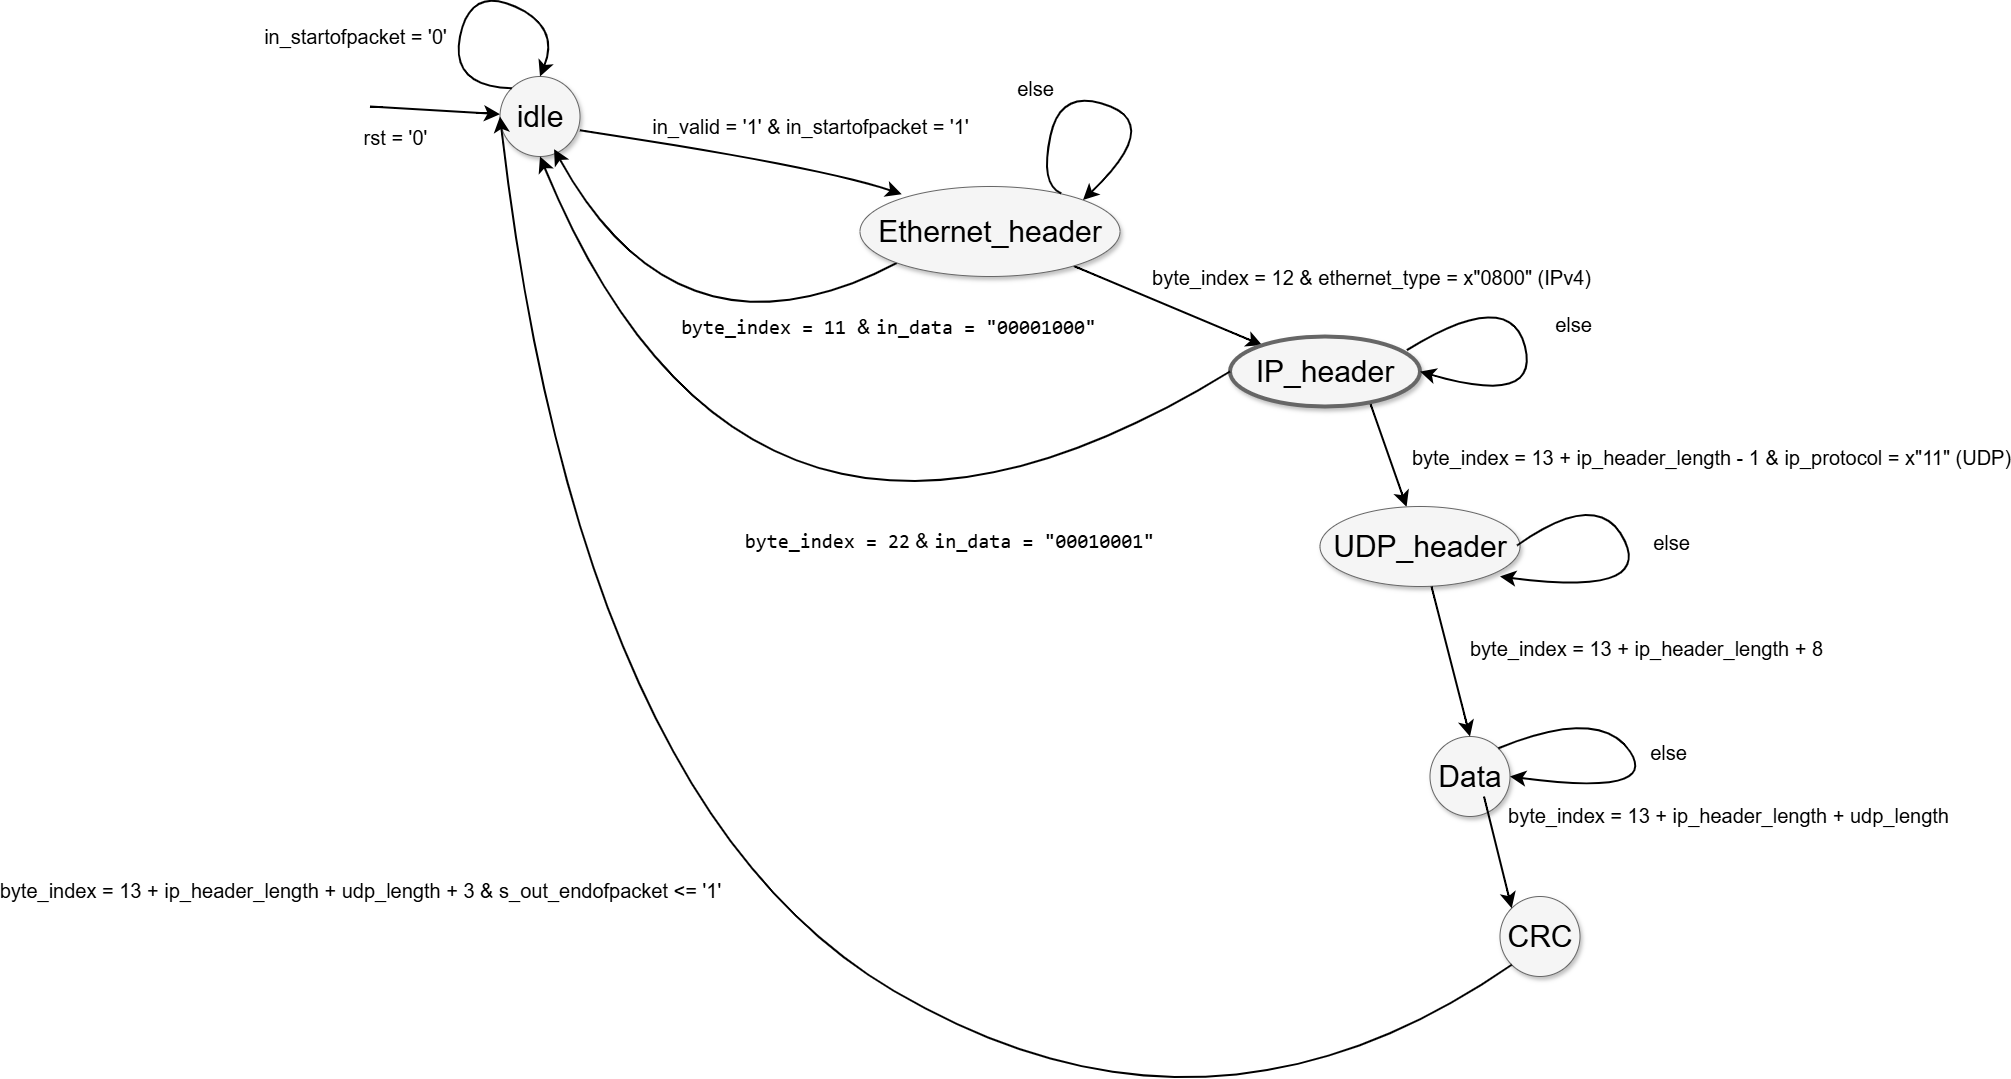 in_startofpacket = '0'
else
idle
rst = '0'
in_valid = '1' & in_startofpacket = '1'
Ethernet_header
byte_index = 12 & ethernet_type = x"0800" (IPv4)
byte_index = 11 & in_data = "00001000"
else
IP_header
byte_index = 13 + ip_header_length - 1 & ip_protocol = x"11" (UDP)
byte_index = 22 & in_data = "00010001"
UDP_header
else
byte_index = 13 + ip_header_length + 8
else
Data
byte_index = 13 + ip_header_length + udp_length
byte_index = 13 + ip_header_length + udp_length + 3 & s_out_endofpacket <= '1'
CRC